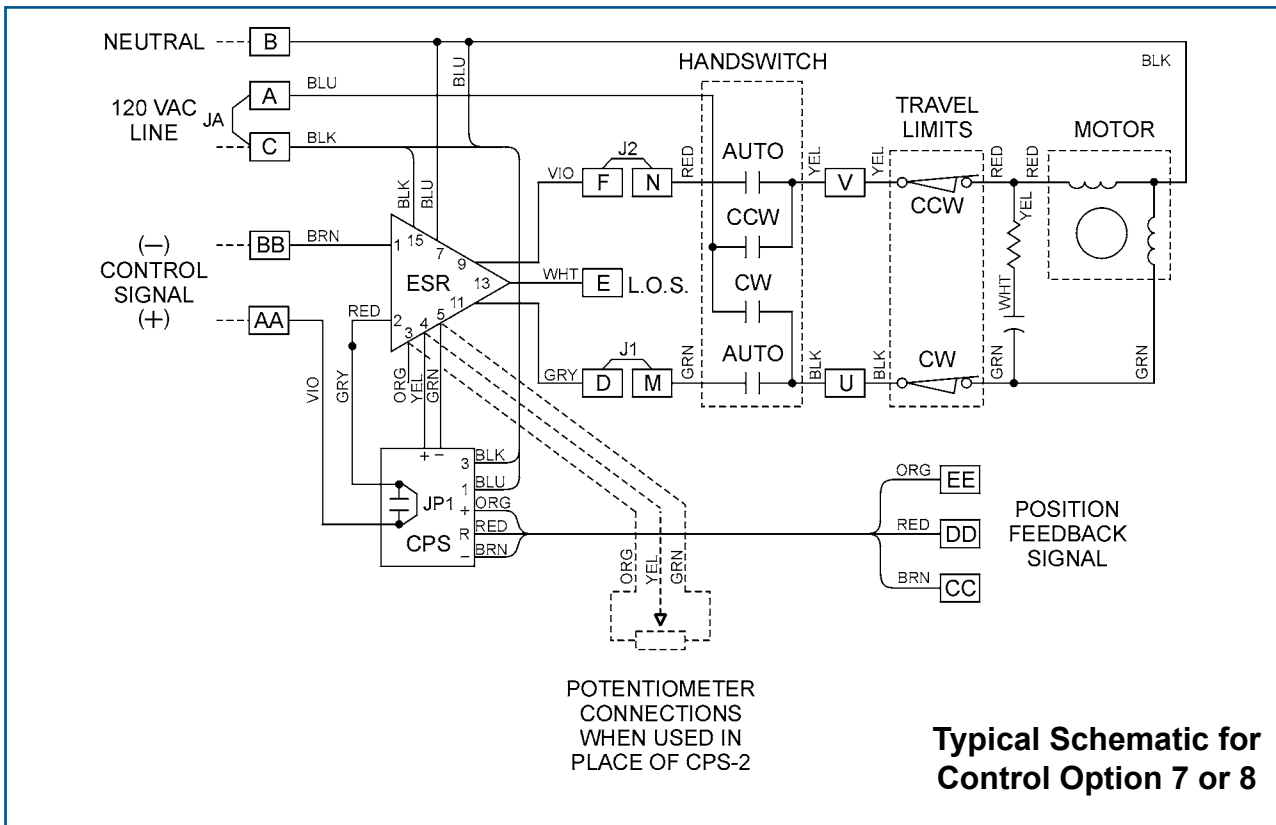 NEUTRAL
B
BLU
BLK
HANDSWITCH
A
BLU
120 VAC
LINE
JA
C
BLK
TRAVEL
LIMITS
MOTOR
BLK
BLU
VIO
J2
F
N
RED
AUTO
YEL
V
YEL
RED
RED
CCW
CCW
YEL
(−)
CONTROL
SIGNAL
(+)
BB
BRN
1
15
7
9
ESR
13
11
WHT
E
L.O.S.
CW
WHT
AA
RED
2
3
4
5
J1
GRY
D
M
GRN
AUTO
BLK
U
BLK
CW
GRN
GRN
VIO
GRY
ORG
YEL
GRN
+
−
3
BLK
1
BLU
JP1
+
ORG
R
RED
CPS
−
BRN
ORG
EE
RED
DD
BRN
CC
POSITION
FEEDBACK
SIGNAL
ORG
YEL
GRN
POTENTIOMETER
CONNECTIONS
WHEN USED IN
PLACE OF CPS-2
Typical Schematic for
Control Option 7 or 8